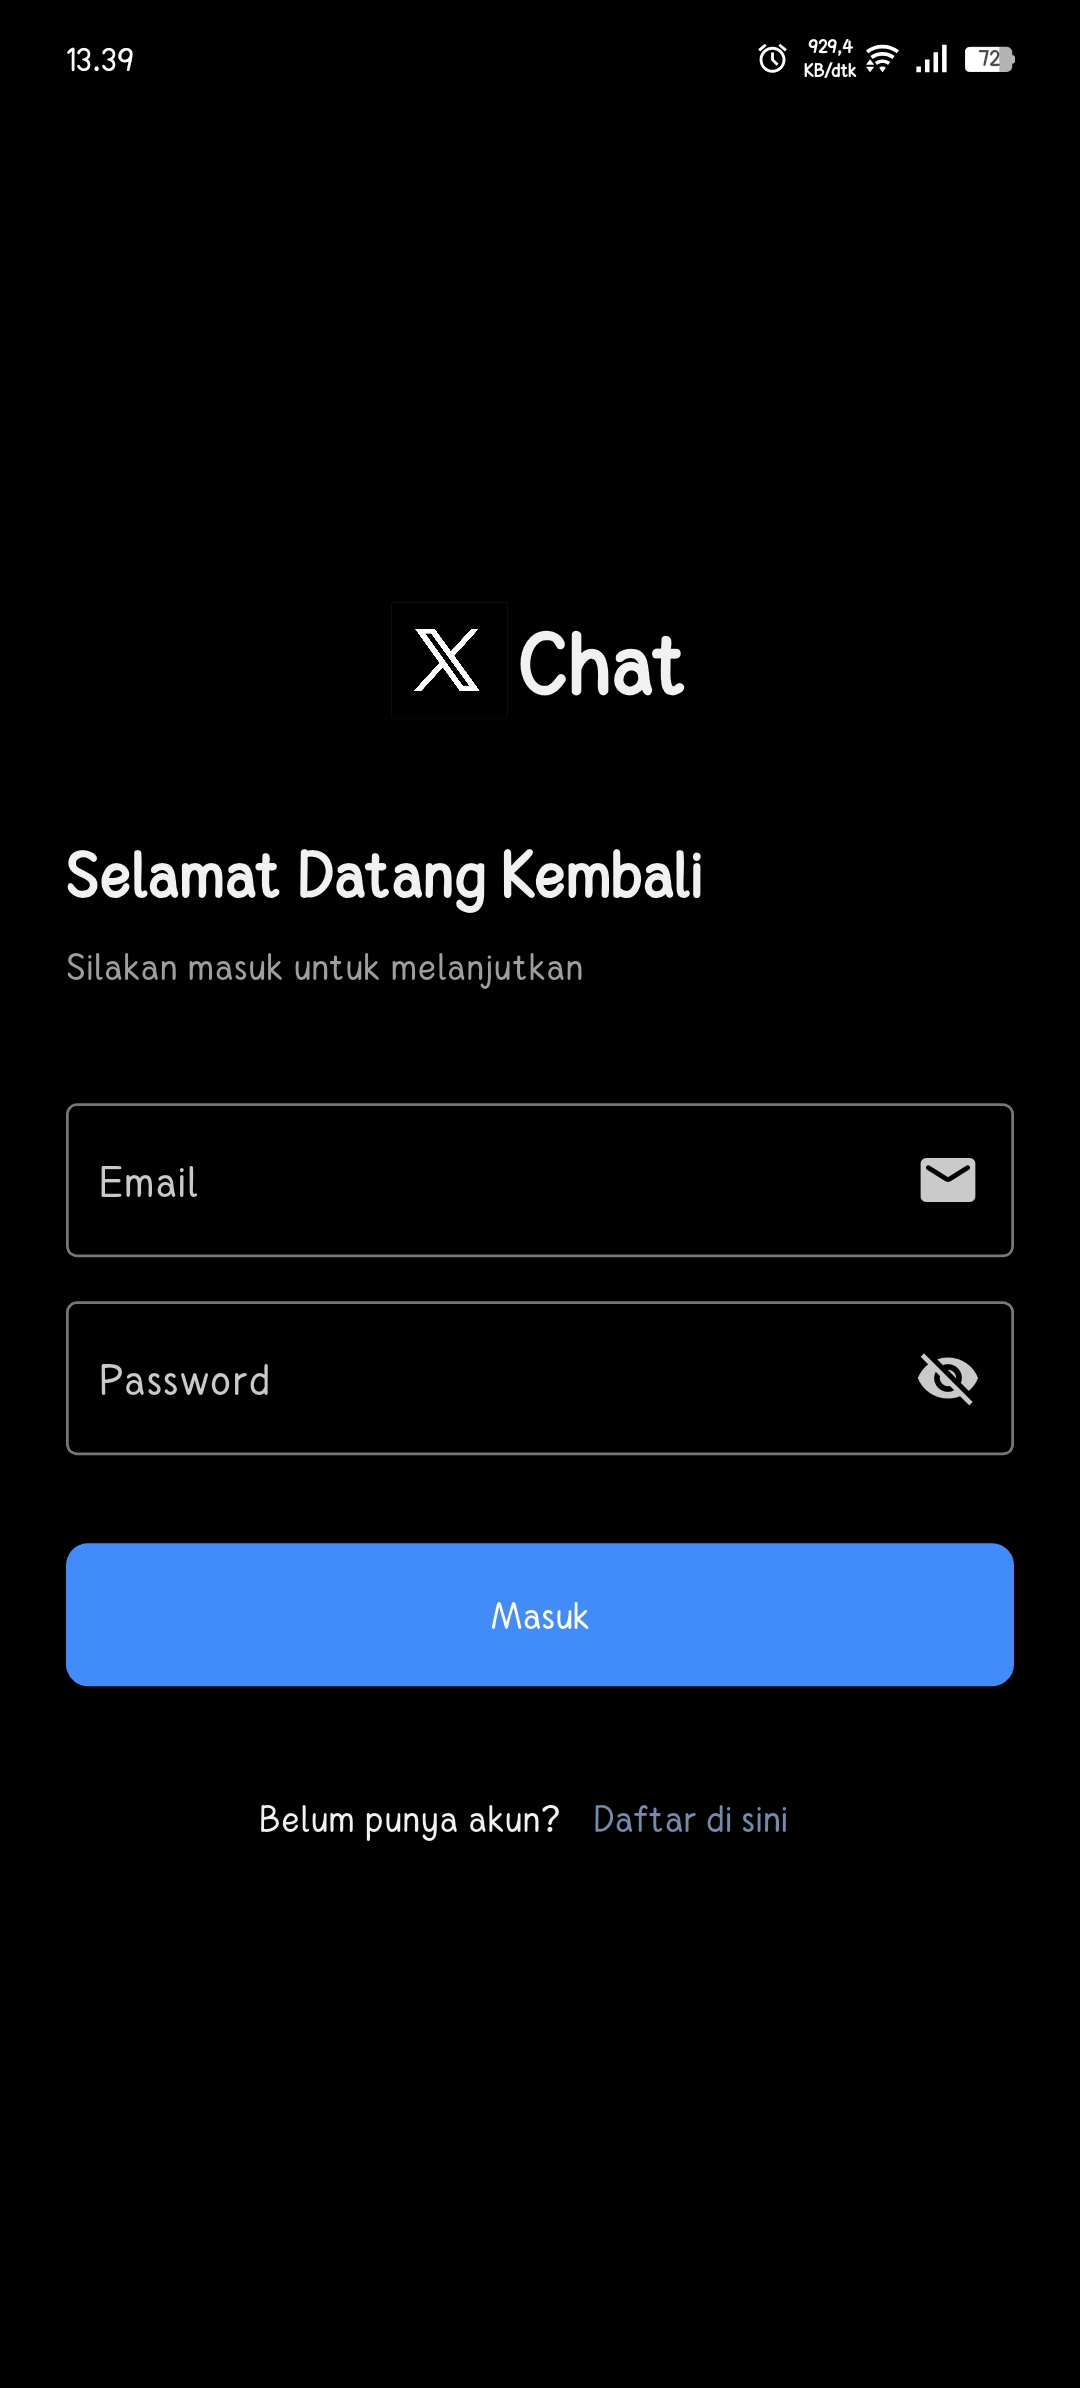 13.39
929,4
KB/dtk
72
X Chat
Selamat Datang Kembali
Silakan masuk untuk melanjutkan
Email
Password
Masuk
Belum punya akun? Daftar di sini